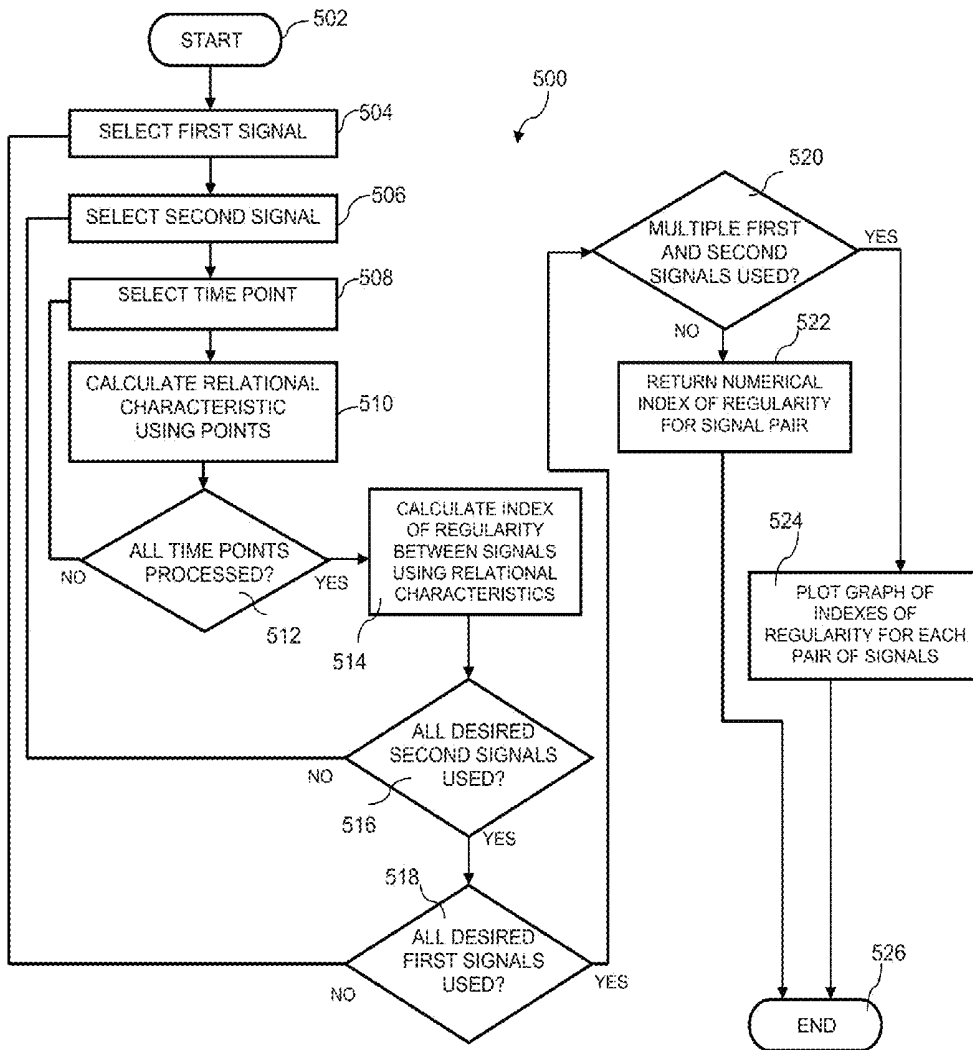 START
502
500
SELECT FIRST SIGNAL
504
SELECT SECOND SIGNAL
506
SELECT TIME POINT
508
CALCULATE RELATIONAL
CHARACTERISTIC
USING POINTS
510
ALL TIME POINTS
PROCESSED?
NO
YES
512
CALCULATE INDEX
OF REGULARITY
BETWEEN SIGNALS
USING RELATIONAL
CHARACTERISTICS
514
ALL DESIRED
SECOND SIGNALS
USED?
NO
516
YES
518
ALL DESIRED
FIRST SIGNALS
USED?
NO
YES
520
MULTIPLE FIRST
AND SECOND
SIGNALS USED?
YES
NO
522
RETURN NUMERICAL
INDEX OF REGULARITY
FOR SIGNAL PAIR
524
PLOT GRAPH OF
INDEXES OF
REGULARITY FOR EACH
PAIR OF SIGNALS
526
END